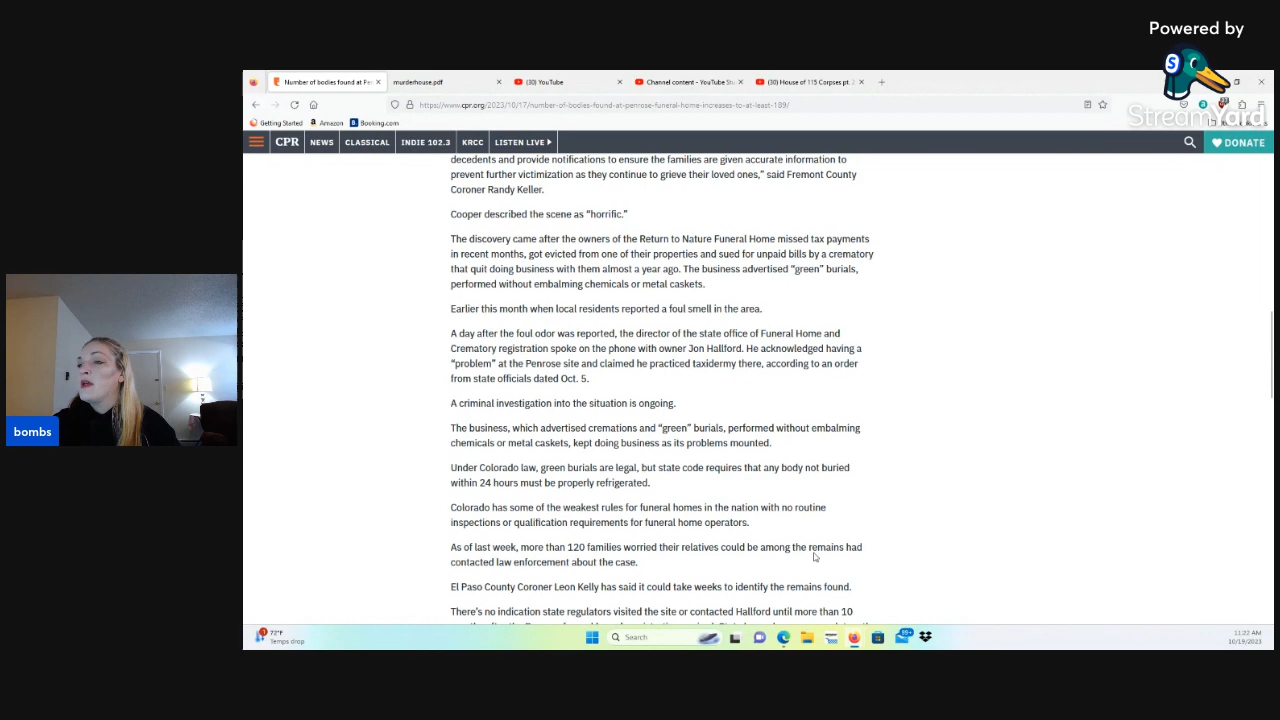 Powered by
StreamYard
Number of bodies found at Pe
murderhouse.pdf
(30) YouTube
Channel content - YouTube St
(30) House of 115 Corpses pt.
https://www.cpr.org/2023/10/17/number-of-bodies-found-at-penrose-funeral-home-increases-to-at-least-189/
Getting Started
Amazon
Booking.com
CPR
NEWS
CLASSICAL
INDIE 102.3
KRCC
LISTEN LIVE
DONATE
decedents and provide notifications to ensure the families are given accurate information to
prevent further victimization as they continue to grieve their loved ones,” said Fremont County
Coroner Randy Keller.
Cooper described the scene as “horrific.”
The discovery came after the owners of the Return to Nature Funeral Home missed tax payments
in recent months, got evicted from one of their properties and sued for unpaid bills by a crematory
that quit doing business with them almost a year ago. The business advertised “green” burials,
performed without embalming chemicals or metal caskets.
Earlier this month when local residents reported a foul smell in the area.
A day after the foul odor was reported, the director of the state office of Funeral Home and
Crematory registration spoke on the phone with owner Jon Hallford. He acknowledged having a
“problem” at the Penrose site and claimed he practiced taxidermy there, according to an order
from state officials dated Oct. 5.
A criminal investigation into the situation is ongoing.
The business, which advertised cremations and “green” burials, performed without embalming
chemicals or metal caskets, kept doing business as its problems mounted.
Under Colorado law, green burials are legal, but state code requires that any body not buried
within 24 hours must be properly refrigerated.
Colorado has some of the weakest rules for funeral homes in the nation with no routine
inspections or qualification requirements for funeral home operators.
As of last week, more than 120 families worried their relatives could be among the remains had
contacted law enforcement about the case.
El Paso County Coroner Leon Kelly has said it could take weeks to identify the remains found.
There’s no indication state regulators visited the site or contacted Hallford until more than 10
bombs
72°F
Temps drop
Search
99+
11:22 AM
10/19/2023